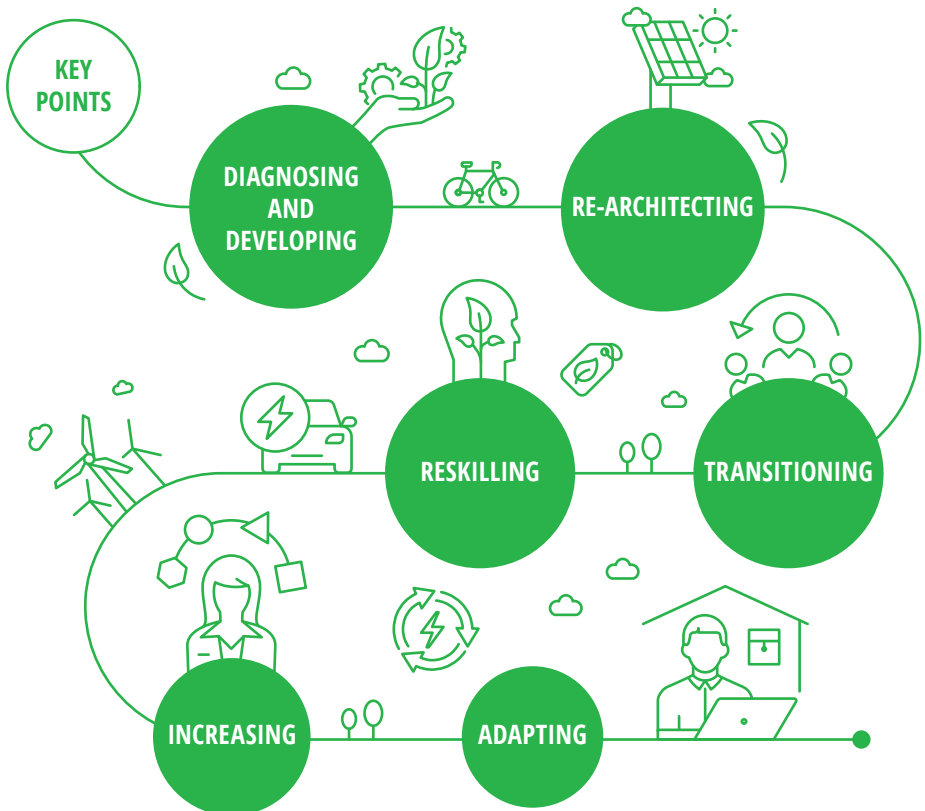 KEY
POINTS
DIAGNOSING
AND
DEVELOPING
RE-ARCHITECTING
TRANSITIONING
RESKILLING
INCREASING
ADAPTING